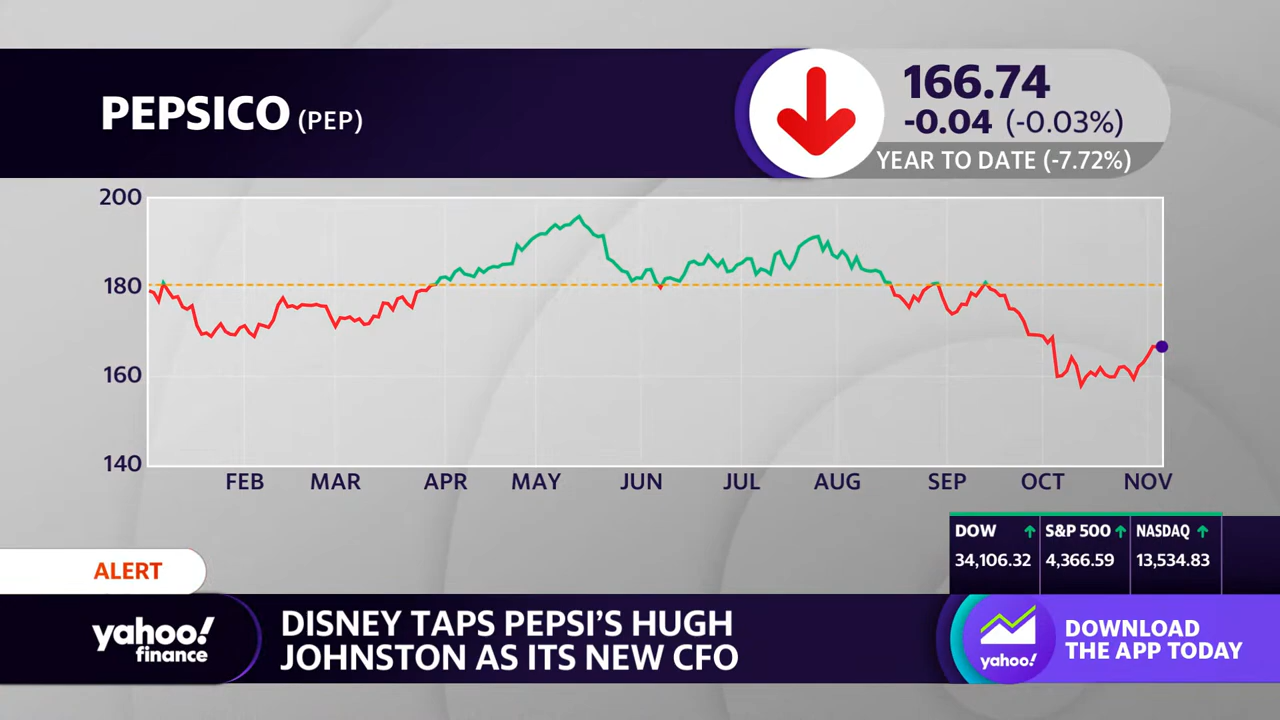 PEPSICO (PEP)
166.74
-0.04 (-0.03%)
YEAR TO DATE (-7.72%)
200
180
160
140
FEB MAR APR MAY JUN JUL AUG SEP OCT NOV
DOW S&P 500 NASDAQ
34,106.32 4,366.59 13,534.83
ALERT
yahoo!
finance
DISNEY TAPS PEPSI'S HUGH
JOHNSTON AS ITS NEW CFO
yahoo!
DOWNLOAD
THE APP TODAY